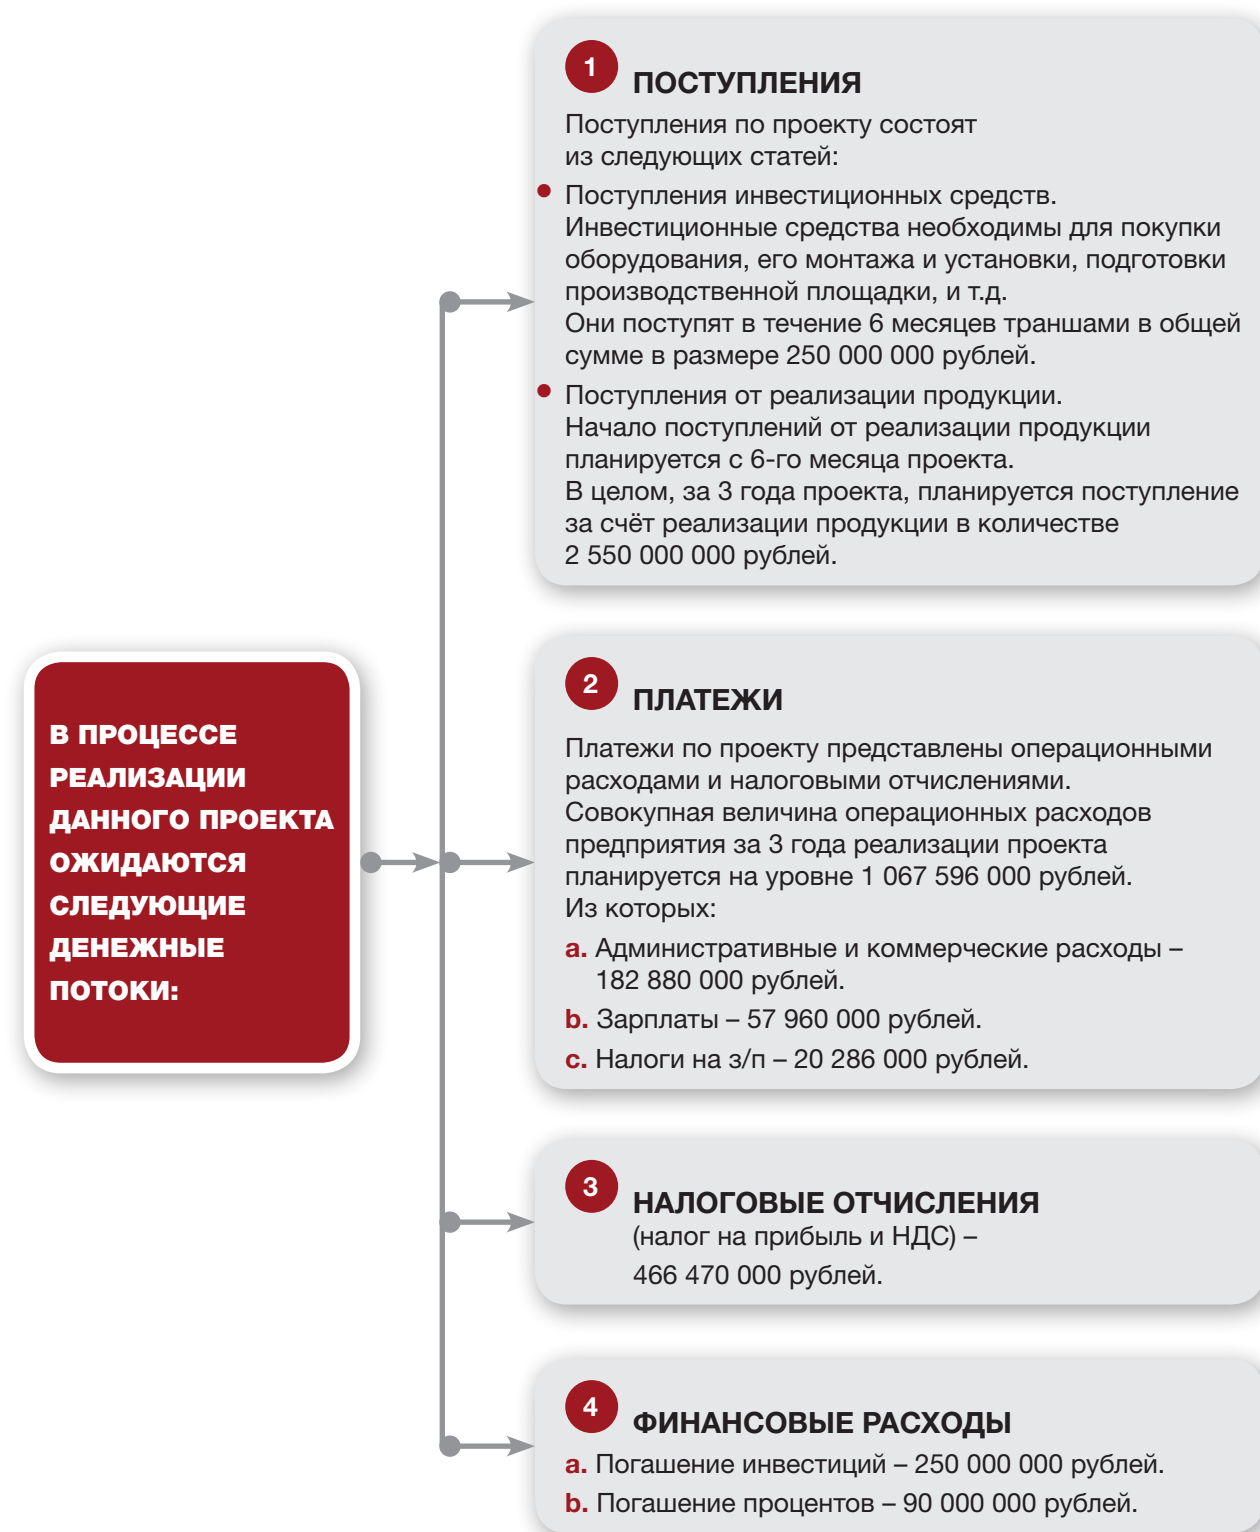 В ПРОЦЕССЕ
РЕАЛИЗАЦИИ
ДАННОГО ПРОЕКТА
ОЖИДАЮТСЯ
СЛЕДУЮЩИЕ
ДЕНЕЖНЫЕ
ПОТОКИ:
1
ПОСТУПЛЕНИЯ
Поступления по проекту состоят
из следующих статей:
• Поступления инвестиционных средств.
Инвестиционные средства необходимы для покупки
оборудования, его монтажа и установки, подготовки
производственной площадки, и т.д.
Они поступят в течение 6 месяцев траншами в общей
сумме в размере 250 000 000 рублей.
• Поступления от реализации продукции.
Начало поступлений от реализации продукции
планируется с 6-го месяца проекта.
В целом, за 3 года проекта, планируется поступление
за счёт реализации продукции в количестве
2 550 000 000 рублей.
2
ПЛАТЕЖИ
Платежи по проекту представлены операционными
расходами и налоговыми отчислениями.
Совокупная величина операционных расходов
предприятия за 3 года реализации проекта
планируется на уровне 1 067 596 000 рублей.
Из которых:
a. Административные и коммерческие расходы –
182 880 000 рублей.
b. Зарплаты – 57 960 000 рублей.
c. Налоги на з/п – 20 286 000 рублей.
3
НАЛОГОВЫЕ ОТЧИСЛЕНИЯ
(налог на прибыль и НДС) –
466 470 000 рублей.
4
ФИНАНСОВЫЕ РАСХОДЫ
a. Погашение инвестиций – 250 000 000 рублей.
b. Погашение процентов – 90 000 000 рублей.